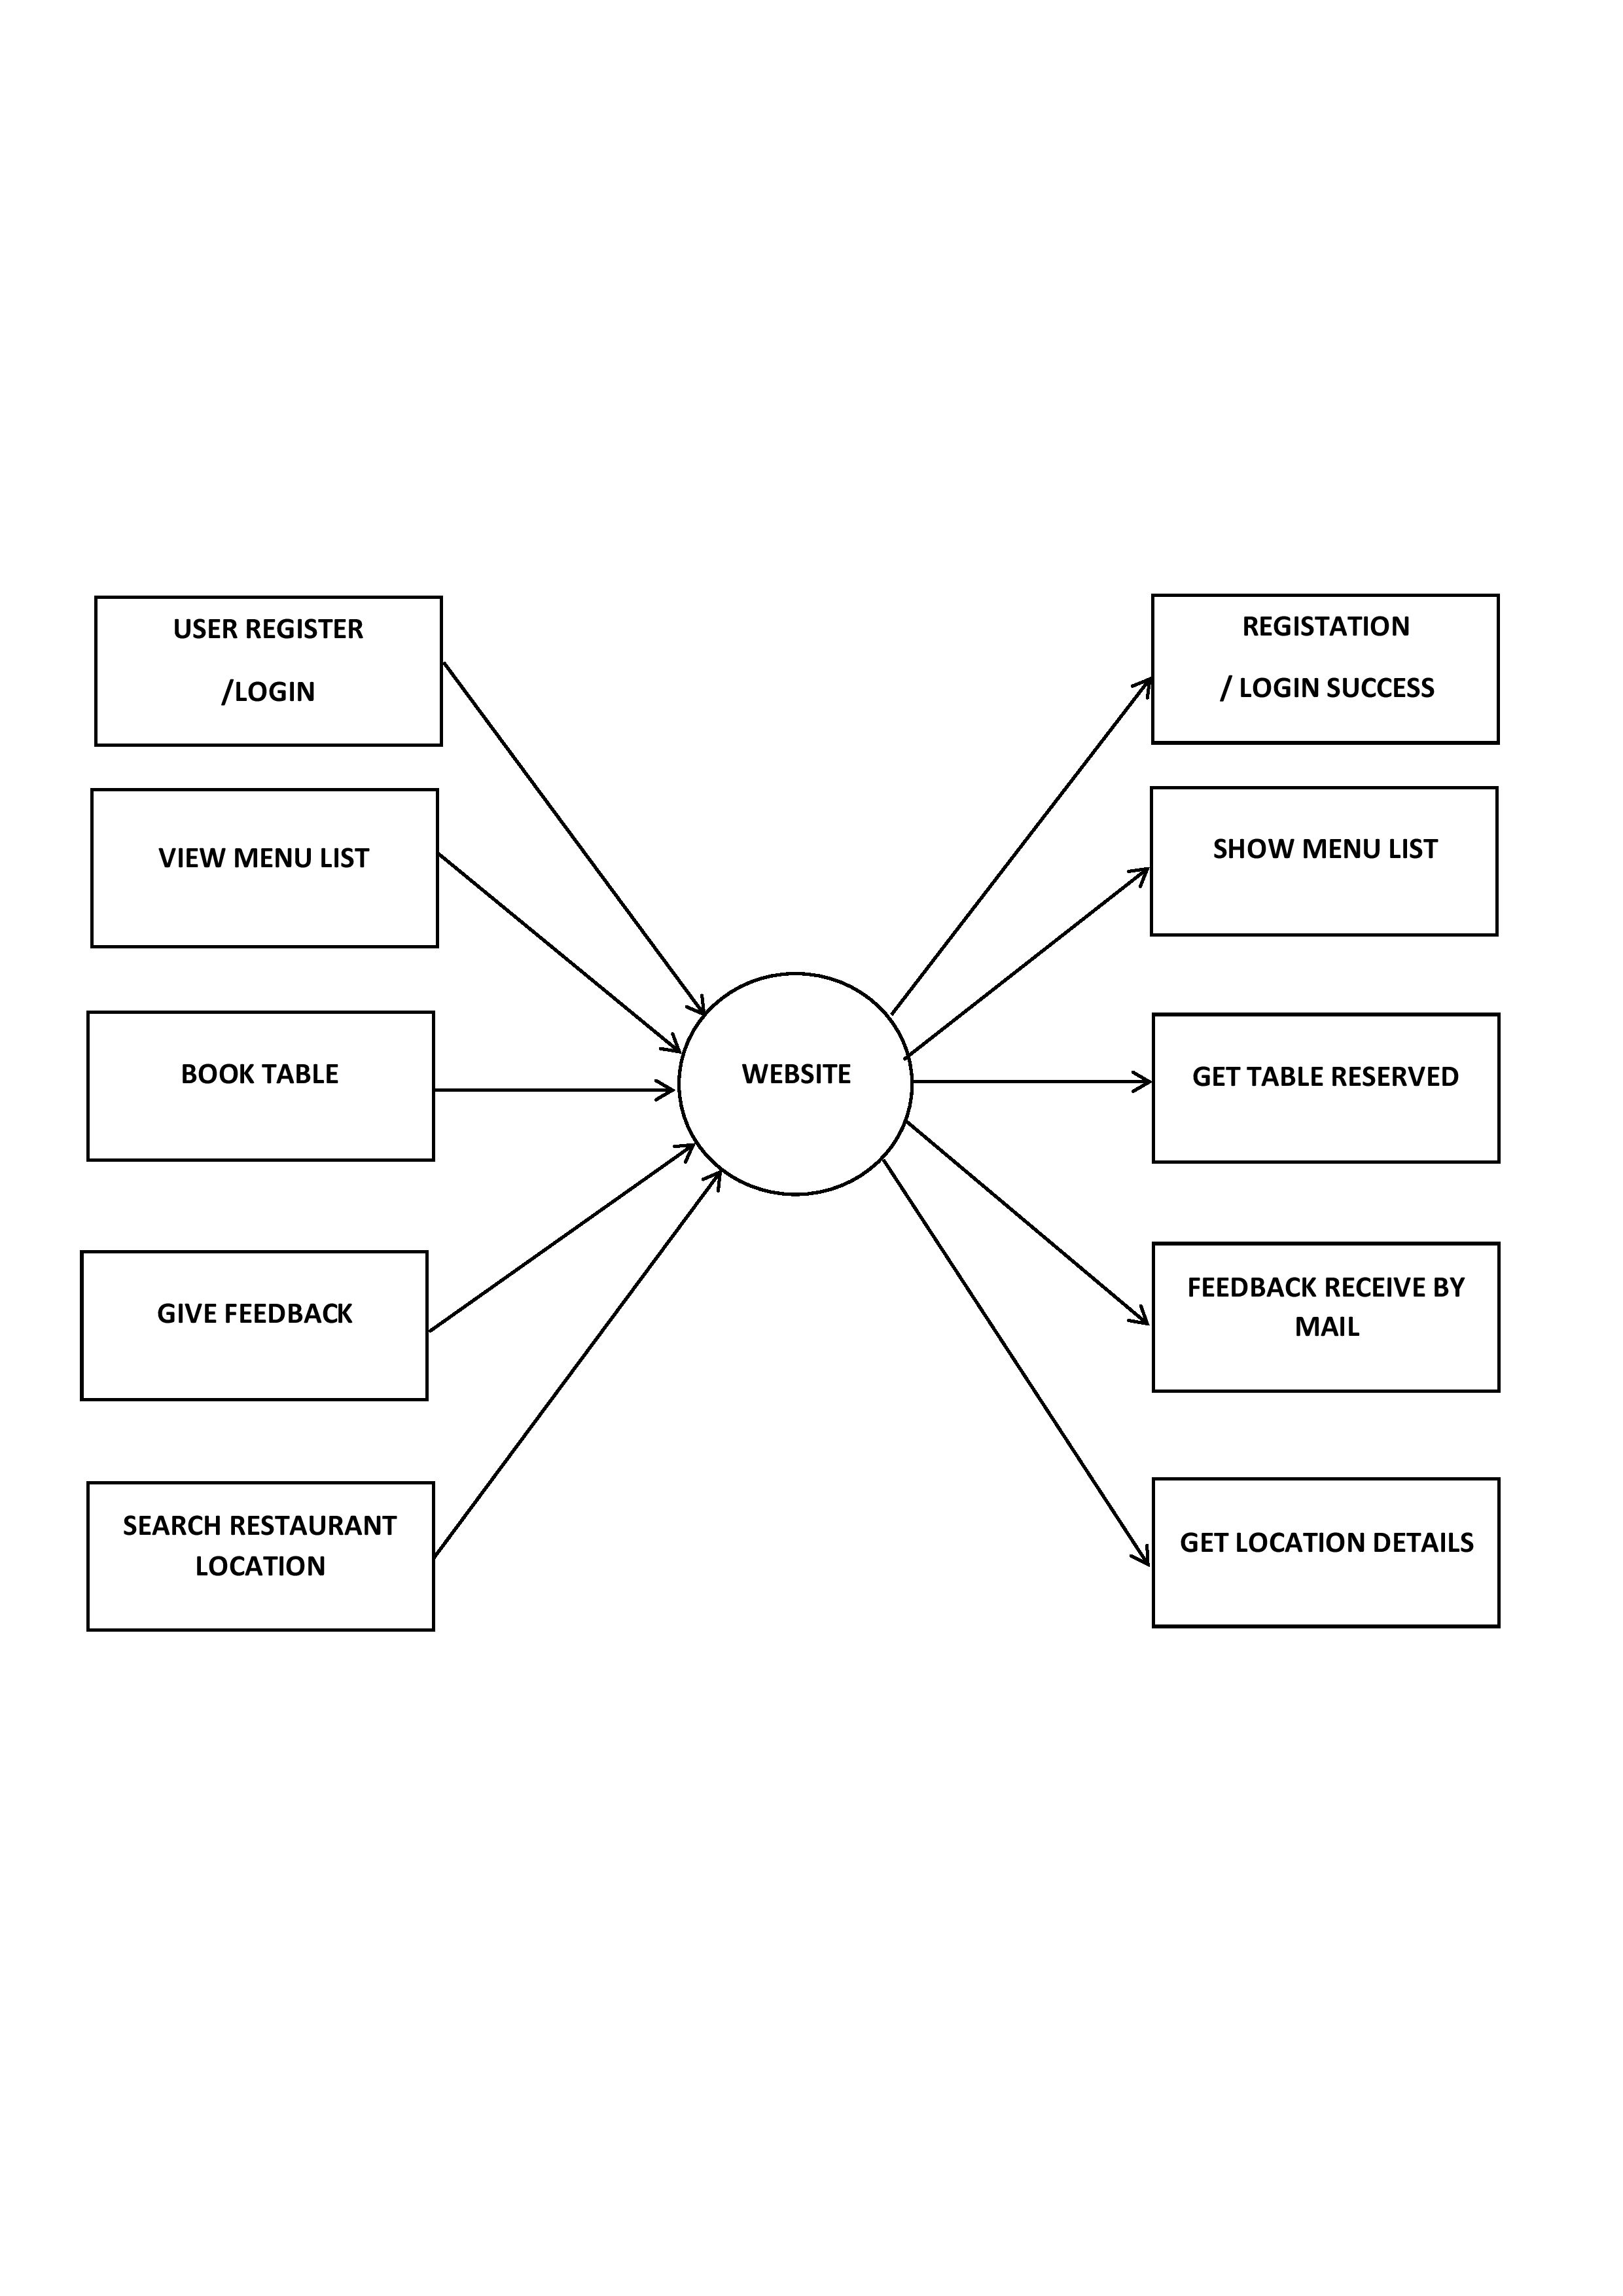 USER REGISTER
/LOGIN
VIEW MENU LIST
BOOK TABLE
GIVE FEEDBACK
SEARCH RESTAURANT
LOCATION
WEBSITE
REGISTATION
/ LOGIN SUCCESS
SHOW MENU LIST
GET TABLE RESERVED
FEEDBACK RECEIVE BY
MAIL
GET LOCATION DETAILS